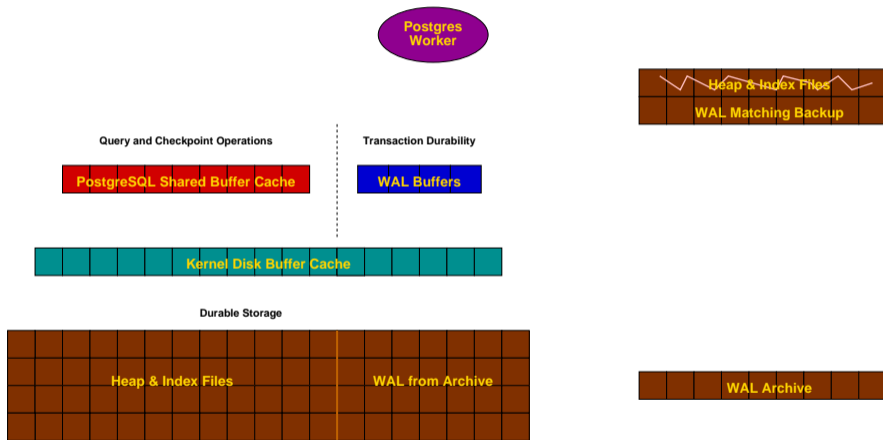 Postgres
Worker
Heap & Index Files
WAL Matching Backup
Query and Checkpoint Operations
Transaction Durability
PostgreSQL Shared Buffer Cache
WAL Buffers
Kernel Disk Buffer Cache
Durable Storage
Heap & Index Files
WAL from Archive
WAL Archive